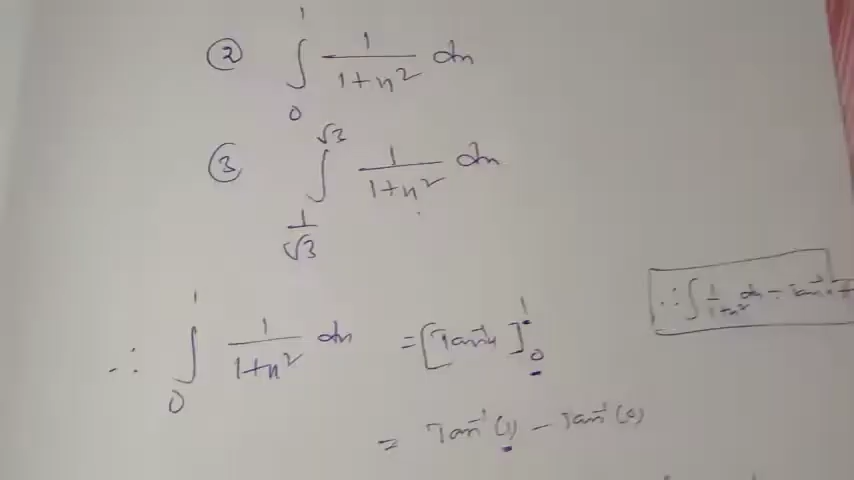 ② ∫₀¹ 1/(1+x²) dx
③ ∫_{1/√3}^{√3} 1/(1+x²) dx
∴ ∫ 1/(1+x²) dx = Tan⁻¹x +
∴ ∫₀¹ 1/(1+x²) dx = [Tan⁻¹x]₀¹
= Tan⁻¹(1) - Tan⁻¹(0)